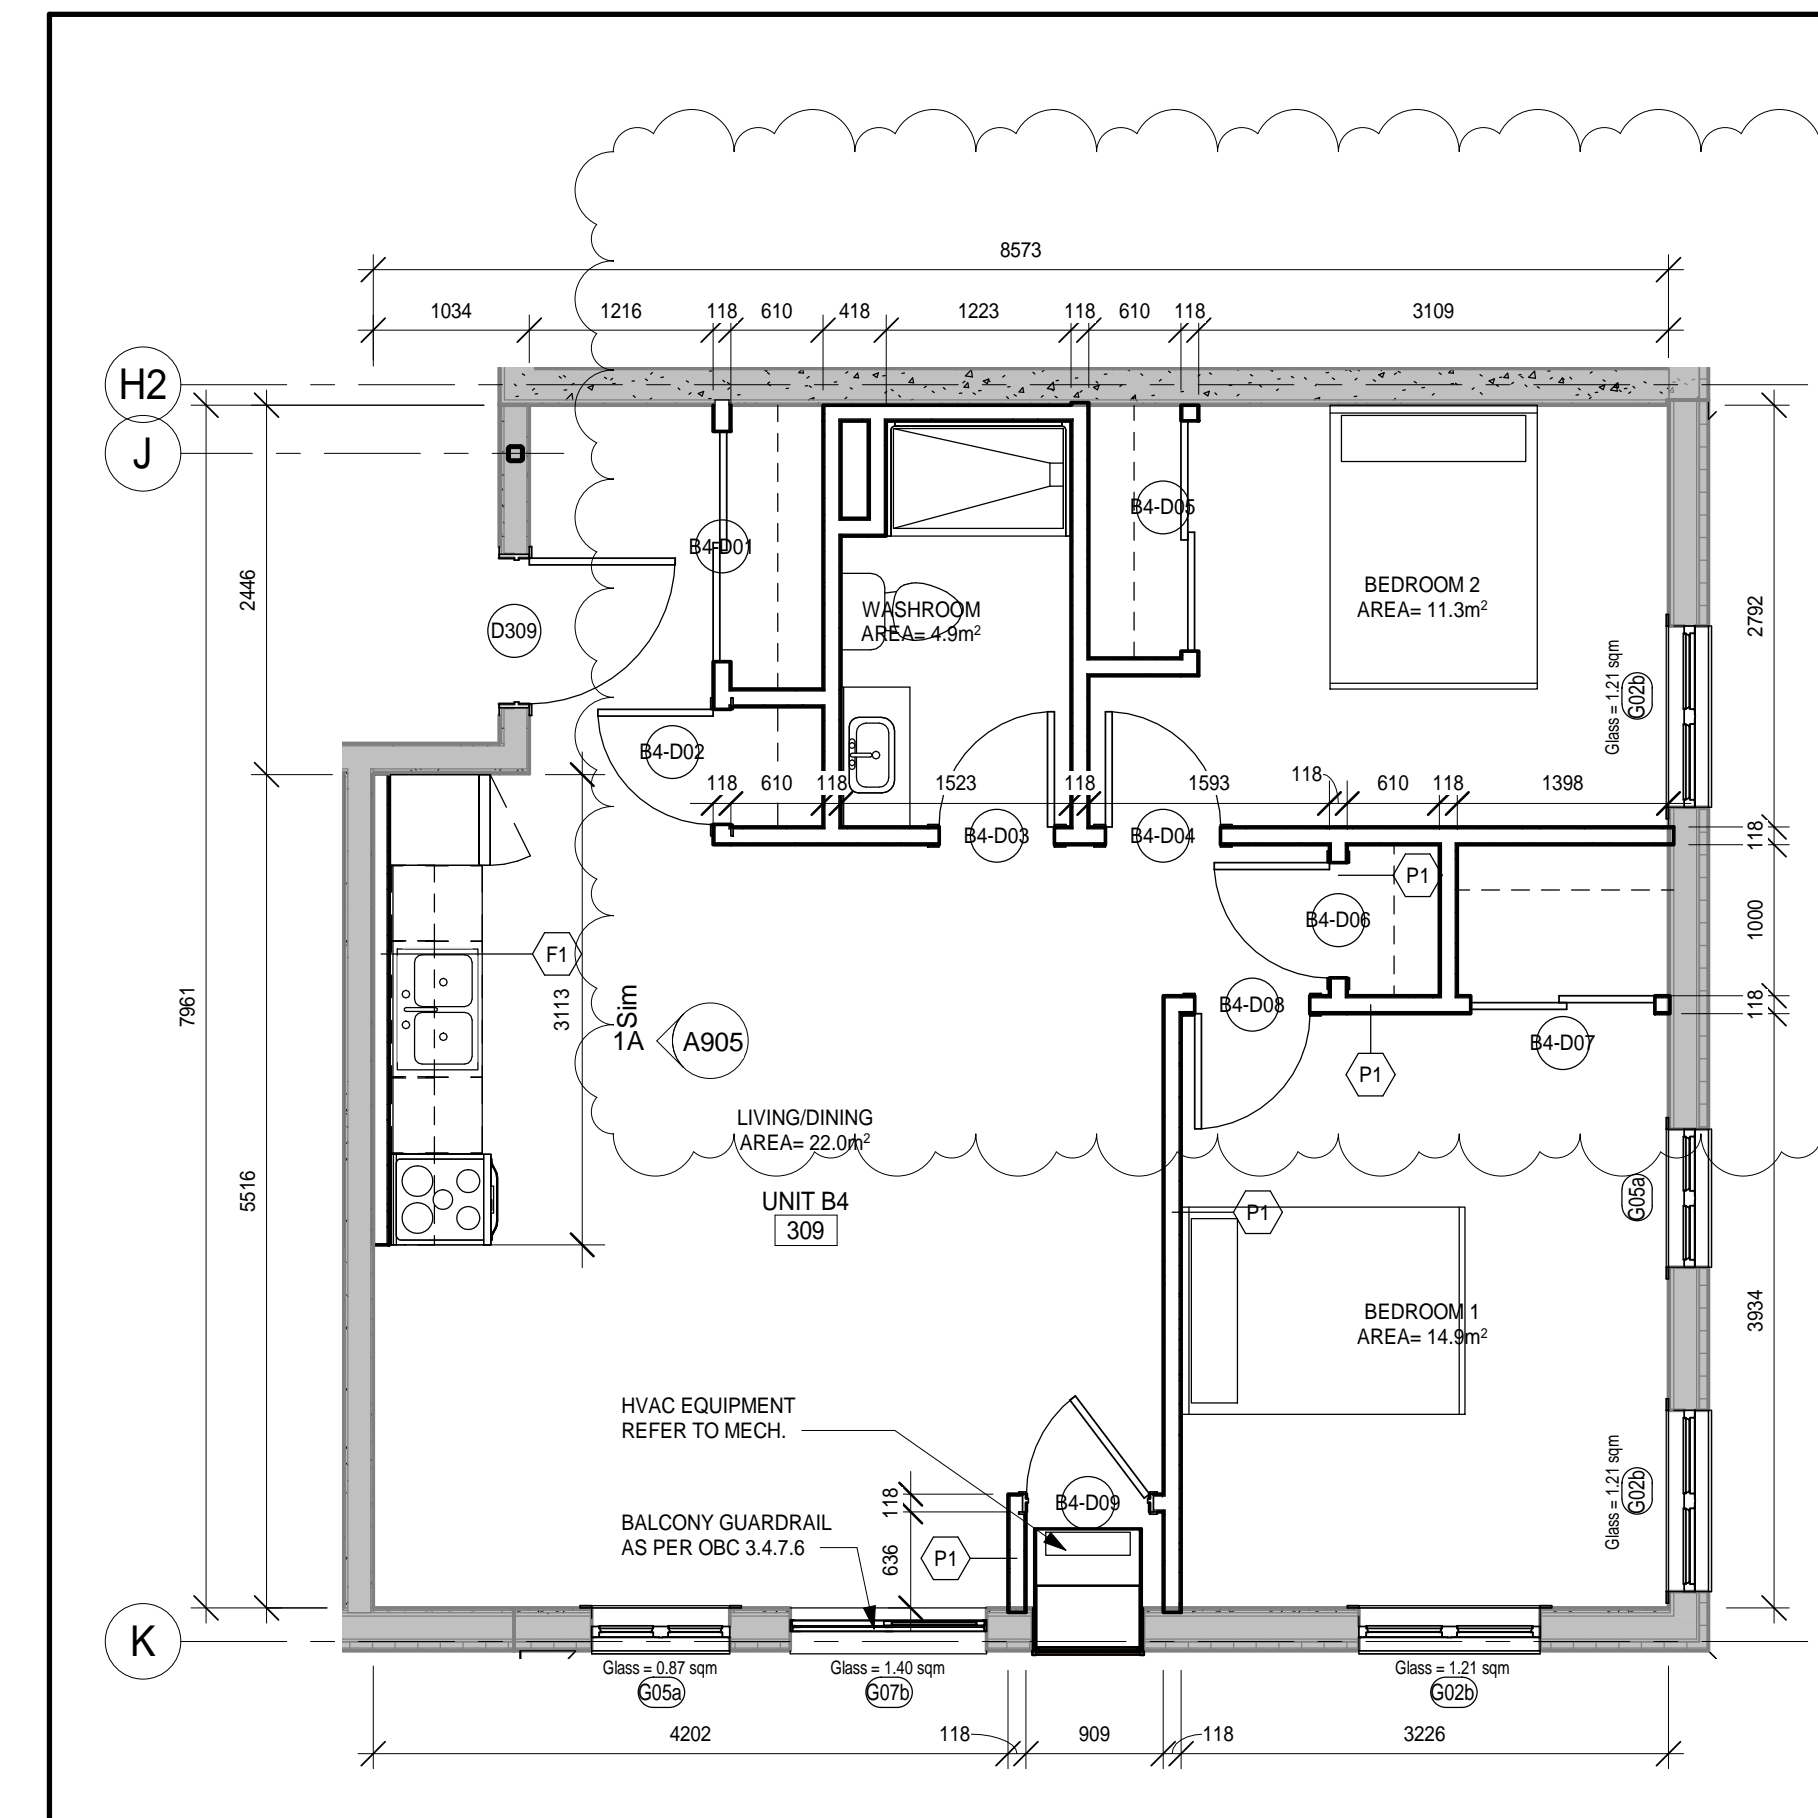 8573
1034
1216
118
610
418
1223
118
610
118
3109
H2
J
2446
7961
5516
2792
118
1000
118
3934
B4-D01
B4-D05
D309
WASHROOM
AREA= 4.9m²
BEDROOM 2
AREA= 11.3m²
Glass = 1.21 sqm
G02b
B4-D02
118
610
118
1523
118
1593
118
610
118
1398
B4-D03
B4-D04
P1
B4-D06
F1
3113
1A
Sim
A905
B4-D08
B4-D07
P1
LIVING/DINING
AREA= 22.0m²
UNIT B4
309
P1
G05a
BEDROOM 1
AREA= 14.9m²
HVAC EQUIPMENT
REFER TO MECH.
118
B4-D09
Glass = 1.21 sqm
G02b
BALCONY GUARDRAIL
AS PER OBC 3.4.7.6
636
P1
K
Glass = 0.87 sqm
G05a
Glass = 1.40 sqm
G07b
Glass = 1.21 sqm
G02b
4202
118
909
118
3226